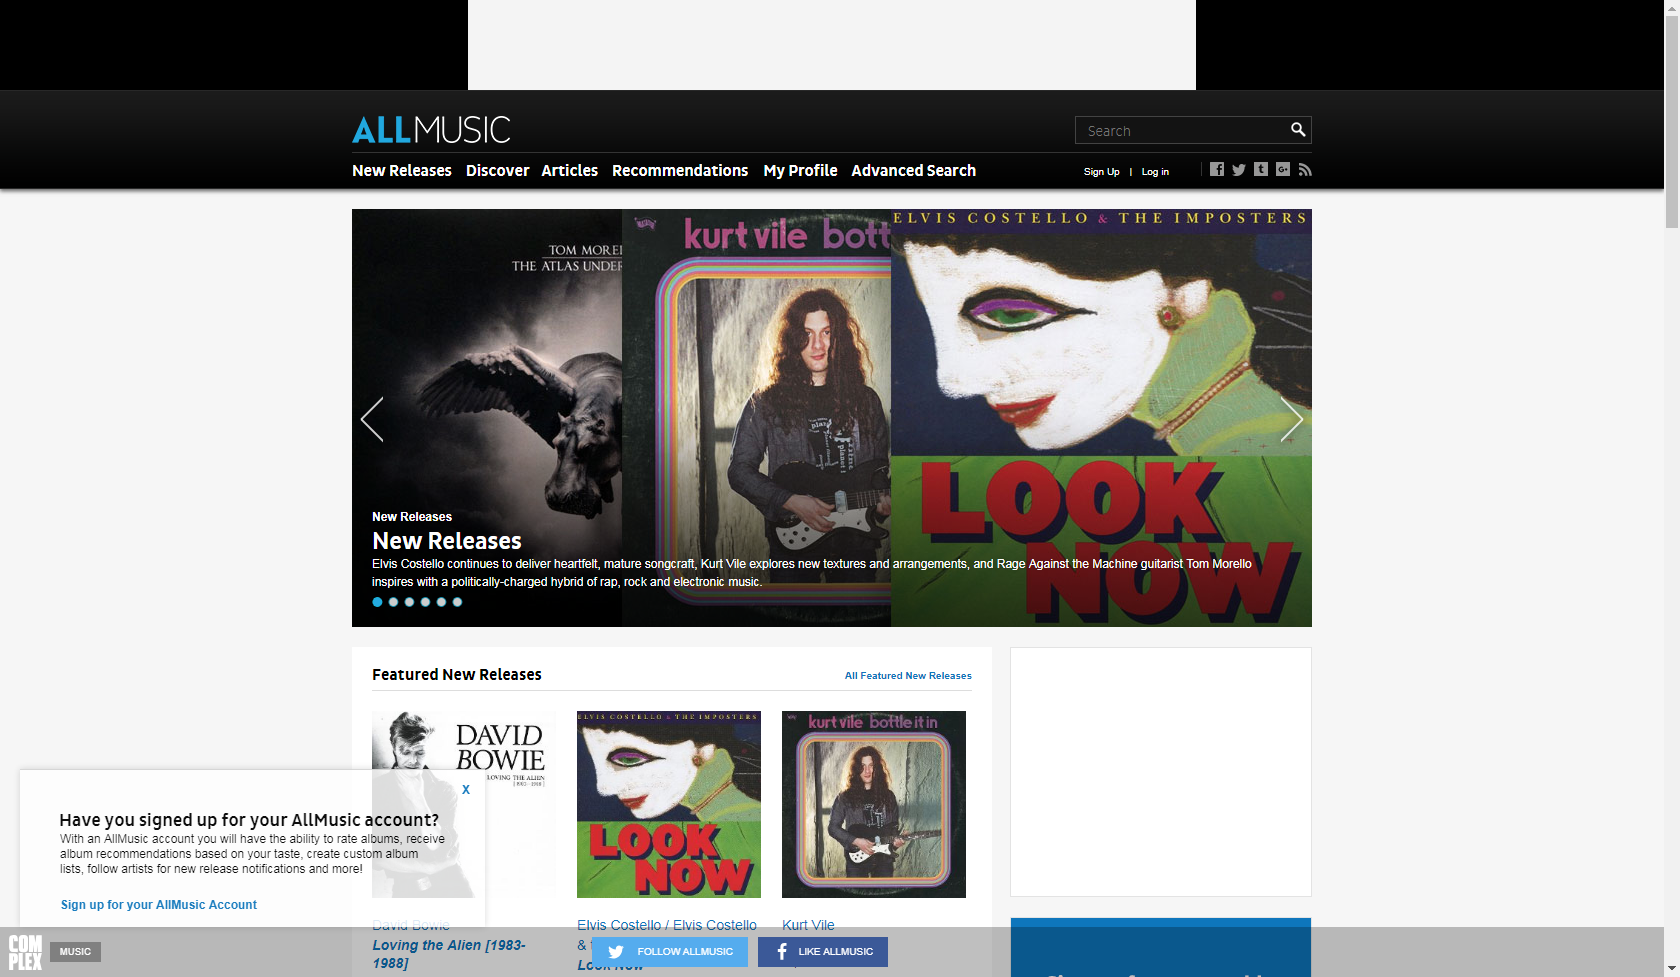 ALLMUSIC
Search
New Releases Discover Articles Recommendations My Profile Advanced Search
Sign Up | Log in
TOM MORE
THE ATLAS UNDER
kurt vile bott
ELVIS COSTELLO & THE IMPOSTERS
LOOK
NOW
New Releases
New Releases
Elvis Costello continues to deliver heartfelt, mature songcraft, Kurt Vile explores new textures and arrangements, and Rage Against the Machine guitarist Tom Morello
inspires with a politically-charged hybrid of rap, rock and electronic music.
Featured New Releases
All Featured New Releases
DAVID
BOWIE
LOVING THE ALIEN
[1983–1988]
ELVIS COSTELLO & THE IMPOSTERS
LOOK
NOW
kurt vile bottle it in
X
Have you signed up for your AllMusic account?
With an AllMusic account you will have the ability to rate albums, receive
album recommendations based on your taste, create custom album
lists, follow artists for new release notifications and more!
Sign up for your AllMusic Account
David Bowie
Loving the Alien [1983-
1988]
Elvis Costello / Elvis Costello
&
Look Now
Kurt Vile
COM
PLEX
MUSIC
FOLLOW ALLMUSIC
LIKE ALLMUSIC